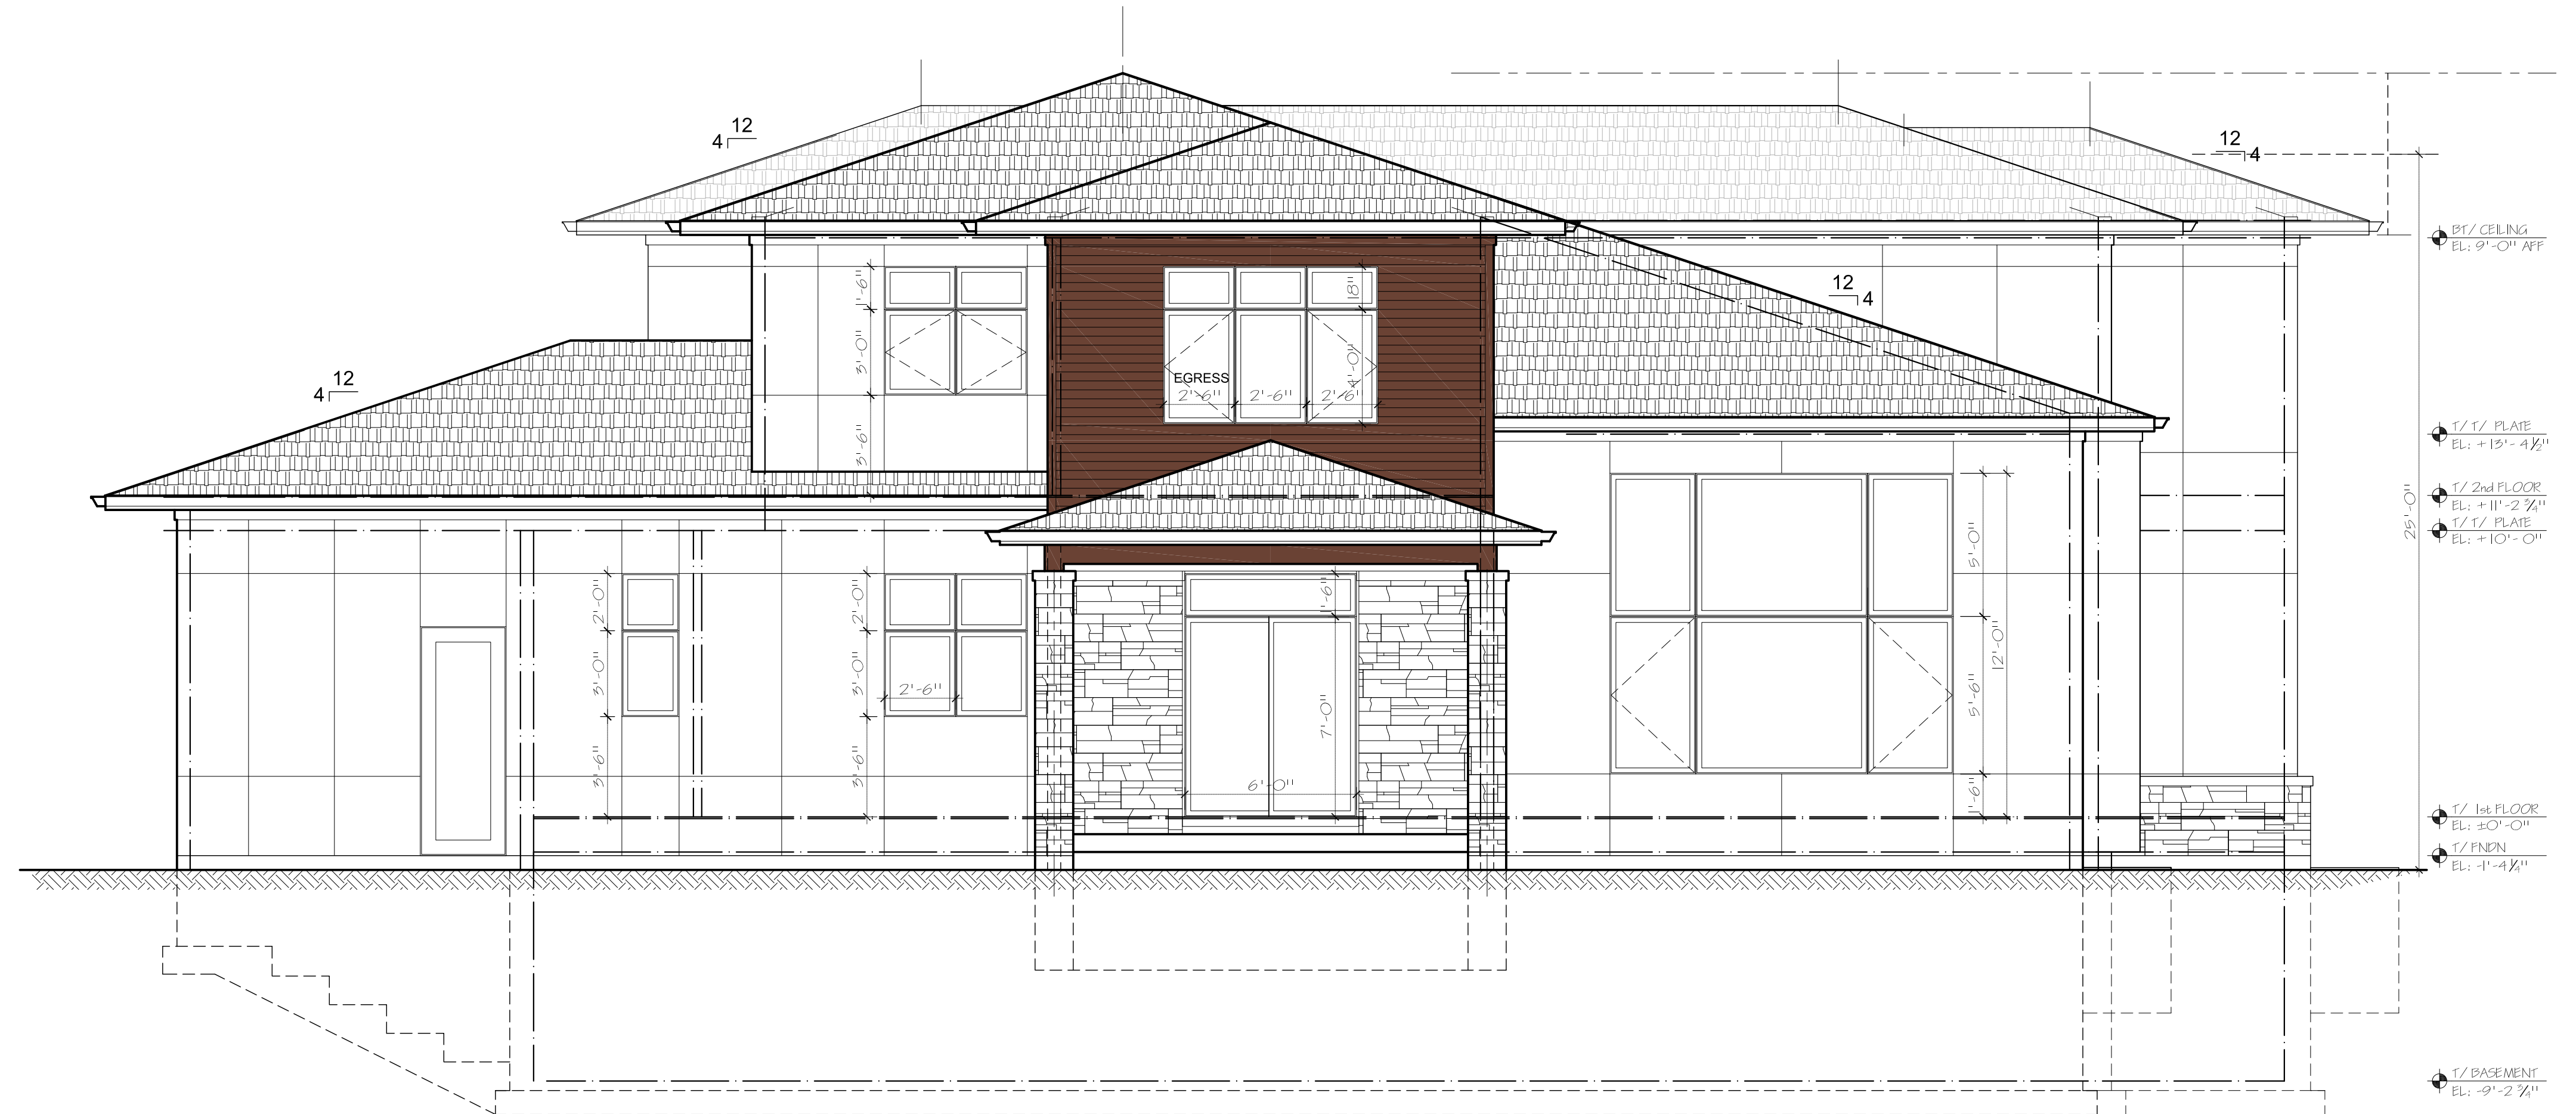 12
4
12
4
BT/ CEILING
EL: 9'-0" AFF
1'-6"
18"
12
4
3'-0"
4'-0"
12
4
EGRESS
2'-6"
2'-6"
2'-6"
T/ T/ PLATE
EL: +13'- 4 1/2"
3'-6"
T/ 2nd FLOOR
EL: +11'-2 3/4"
25'-0"
T/ T/ PLATE
EL: +10'- 0"
5'-0"
2'-0"
2'-0"
1'-6"
12'-0"
3'-0"
3'-0"
2'-6"
7'-0"
5'-6"
3'-6"
3'-6"
6'-0"
1'-6"
T/ 1st FLOOR
EL: ±0'-0"
T/ FNDN
EL: -1'-4 1/4"
T/ BASEMENT
EL: -9'-2 3/4"